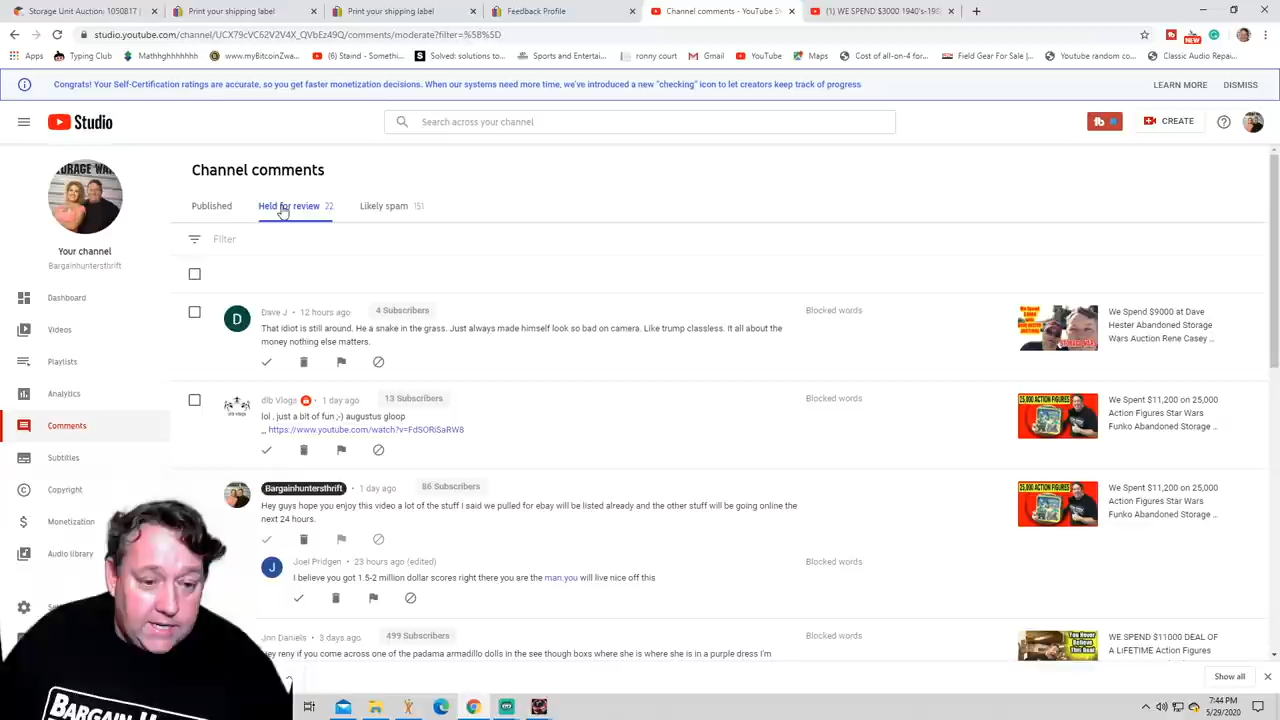 Storage Unit Auction: 1050817 |
Print your shipping label
Print your shipping label
Feedback Profile
Channel comments - YouTube S
(1) WE SPEND $3000 1940's-198
studio.youtube.com/channel/UCX79cVC62V2V4X_QVbEz49Q/comments/moderate?filter=%5B%5D
Apps
Typing Club
Mathhghhhhhh
www.myBitcoinZwa...
Staind - Somethi...
Solved: solutions to...
Sports and Entertai...
ronny court
Gmail
YouTube
Maps
Cost of all-on-4 for...
Field Gear For Sale |...
Youtube random co...
Classic Audio Repai...
Congrats! Your Self-Certification ratings are accurate, so you get faster monetization decisions. When our systems need more time, we've introduced a new "checking" icon to let creators keep track of progress
LEARN MORE
DISMISS
Studio
Search across your channel
CREATE
Channel comments
Published
Held for review 22
Likely spam 151
Filter
Your channel
Bargainhuntersthrift
Dashboard
Videos
Playlists
Analytics
Comments
Subtitles
Copyright
Monetization
Audio library
Dave J • 12 hours ago
4 Subscribers
That idiot is still around. He a snake in the grass. Just always made himself look so bad on camera. Like trump classless. It all about the
money nothing else matters.
Blocked words
We Spend $9000 at Dave
Hester Abandoned Storage
Wars Auction Rene Casey ...
dlb Vlogs • 1 day ago
13 Subscribers
lol . just a bit of fun ;-) augustus gloop
,,, https://www.youtube.com/watch?v=FdSORiSaRW8
Blocked words
We Spent $11,200 on 25,000
Action Figures Star Wars
Funko Abandoned Storage ...
Bargainhuntersthrift • 1 day ago
86 Subscribers
Hey guys hope you enjoy this video a lot of the stuff I said we pulled for ebay will be listed already and the other stuff will be going online the
next 24 hours.
We Spent $11,200 on 25,000
Action Figures Star Wars
Funko Abandoned Storage ...
Joel Pridgen • 23 hours ago (edited)
I believe you got 1.5-2 million dollar scores right there you are the man.you will live nice off this
Blocked words
Jnn Daniels • 3 days ago
499 Subscribers
Hey reny if you come across one of the padama armadillo dolls in the see though boxs where she is where she is in a purple dress I'm
Blocked words
WE SPEND $11000 DEAL OF
A LIFETIME Action Figures
Show all
7:44 PM
5/29/2020